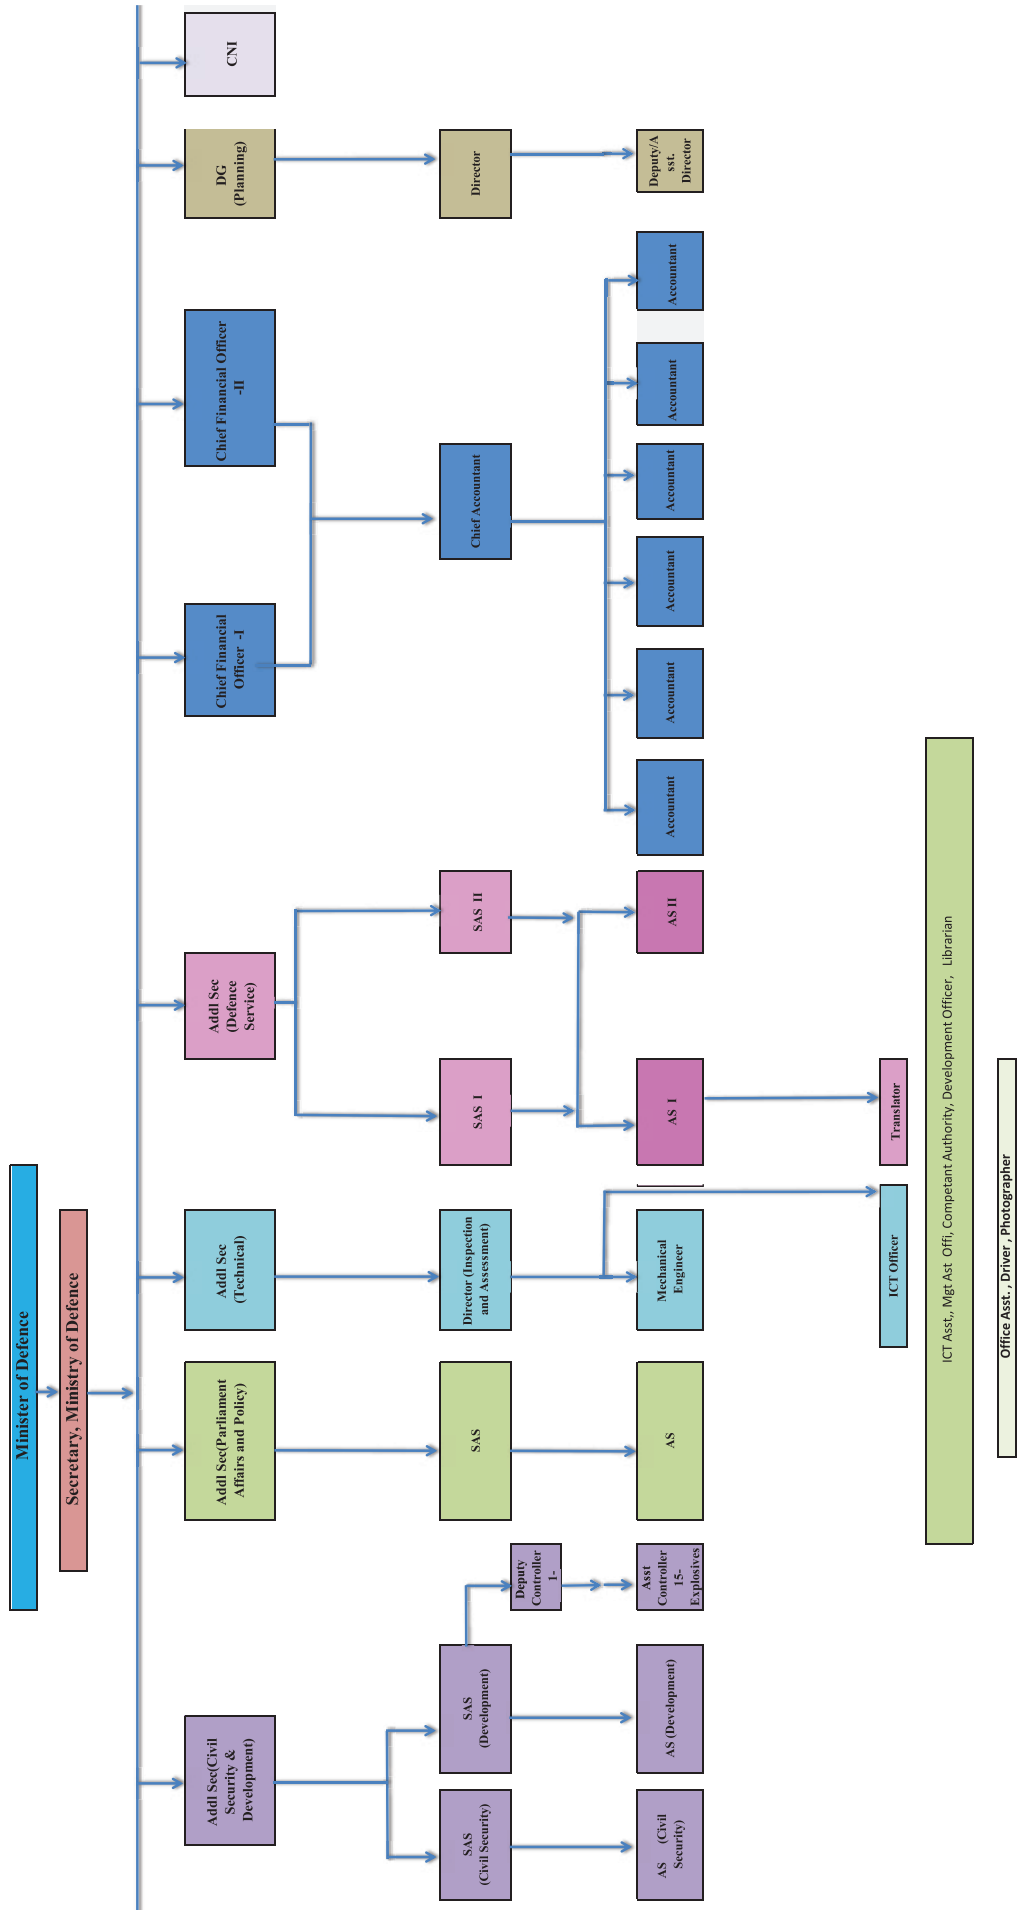 Minister of Defence
Secretary, Ministry of Defence
Addl Sec(Civil
Security &
Development)
Addl Sec(Parliament
Affairs and Policy)
Addl Sec
(Technical)
Addl Sec
(Defence
Service)
Chief Financial
Officer -I
Chief Financial Officer
-II
DG
(Planning)
CNI
SAS
(Civil Security)
SAS
(Development)
Deputy
Controller
1-
SAS
Director (Inspection
and Assessment)
SAS I
SAS II
Chief Accountant
Director
AS (Civil
Security)
AS (Development)
Asst
Controller
15-
Explosives
AS
Mechanical
Engineer
AS I
AS II
Accountant
Accountant
Accountant
Accountant
Accountant
Accountant
Deputy/A
sst.
Director
ICT Officer
Translator
ICT Asst,, Mgt Ast Offi, Competant Authority, Development Officer, Librarian
Office Asst. , Driver , Photographer